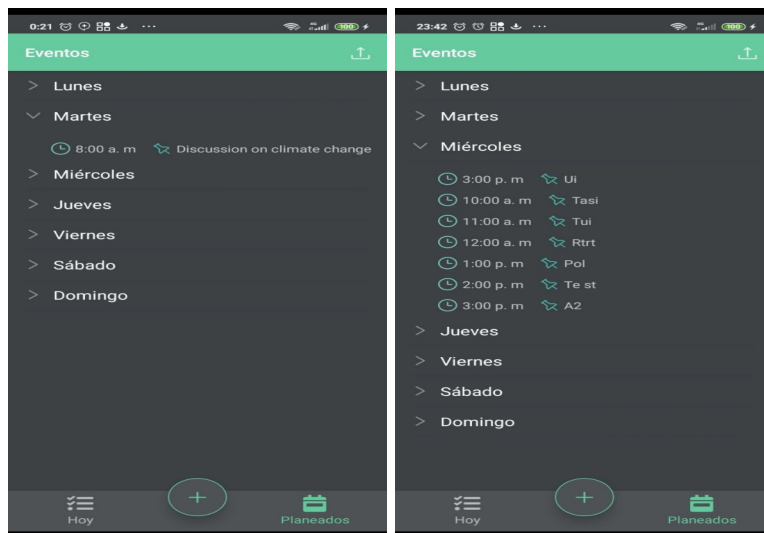 0:21 ... 100
Eventos
> Lunes
Martes
8:00 a. m Discussion on climate change
> Miércoles
> Jueves
> Viernes
> Sábado
> Domingo
Hoy + Planeados
23:42 ... 100
Eventos
> Lunes
> Martes
Miércoles
3:00 p. m Ui
10:00 a. m Tasi
11:00 a. m Tui
12:00 a. m Rtrt
1:00 p. m Pol
2:00 p. m Te st
3:00 p. m A2
> Jueves
> Viernes
> Sábado
> Domingo
Hoy + Planeados